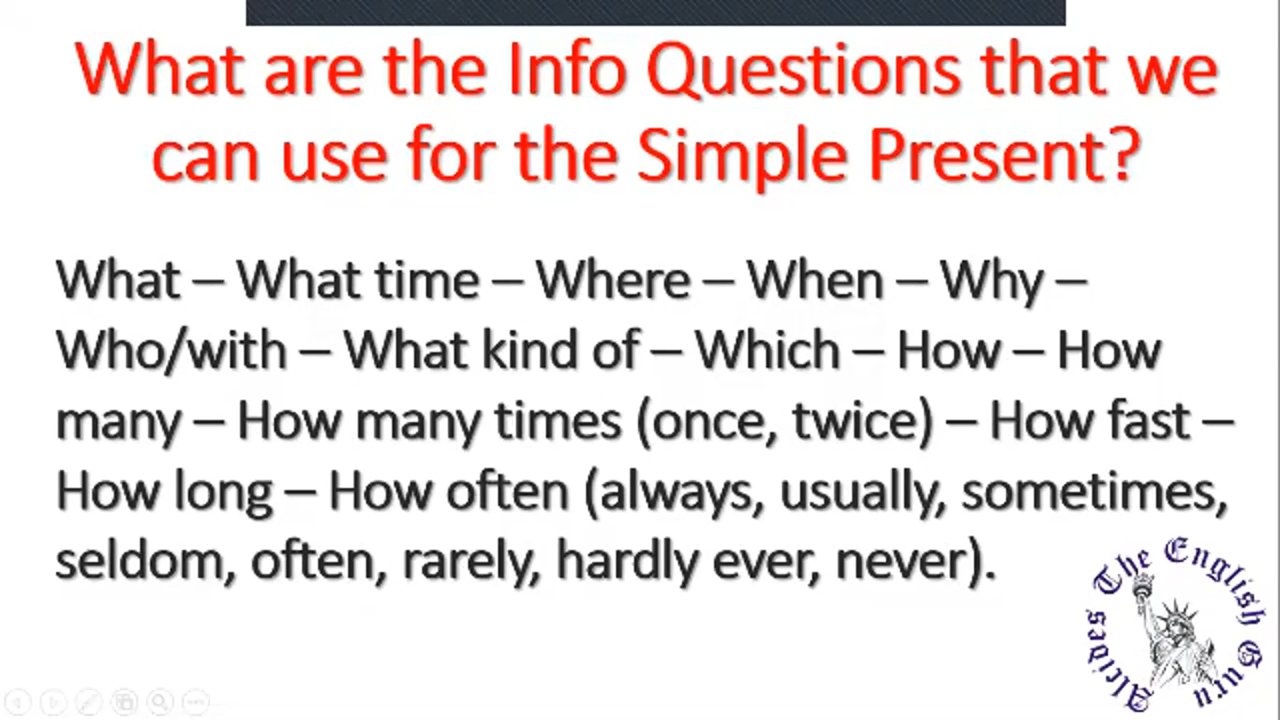 What are the Info Questions that we
can use for the Simple Present?
What – What time – Where – When – Why –
Who/with – What kind of – Which – How – How
many – How many times (once, twice) – How fast –
How long – How often (always, usually, sometimes,
seldom, often, rarely, hardly ever, never).
Alcides The English Guru